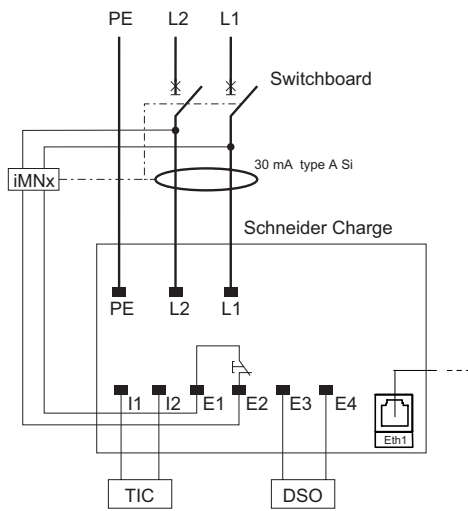 PE L2 L1
Switchboard
30 mA type A Si
iMNx
Schneider Charge
PE L2 L1
I1 I2 E1 E2 E3 E4
Eth1
TIC DSO